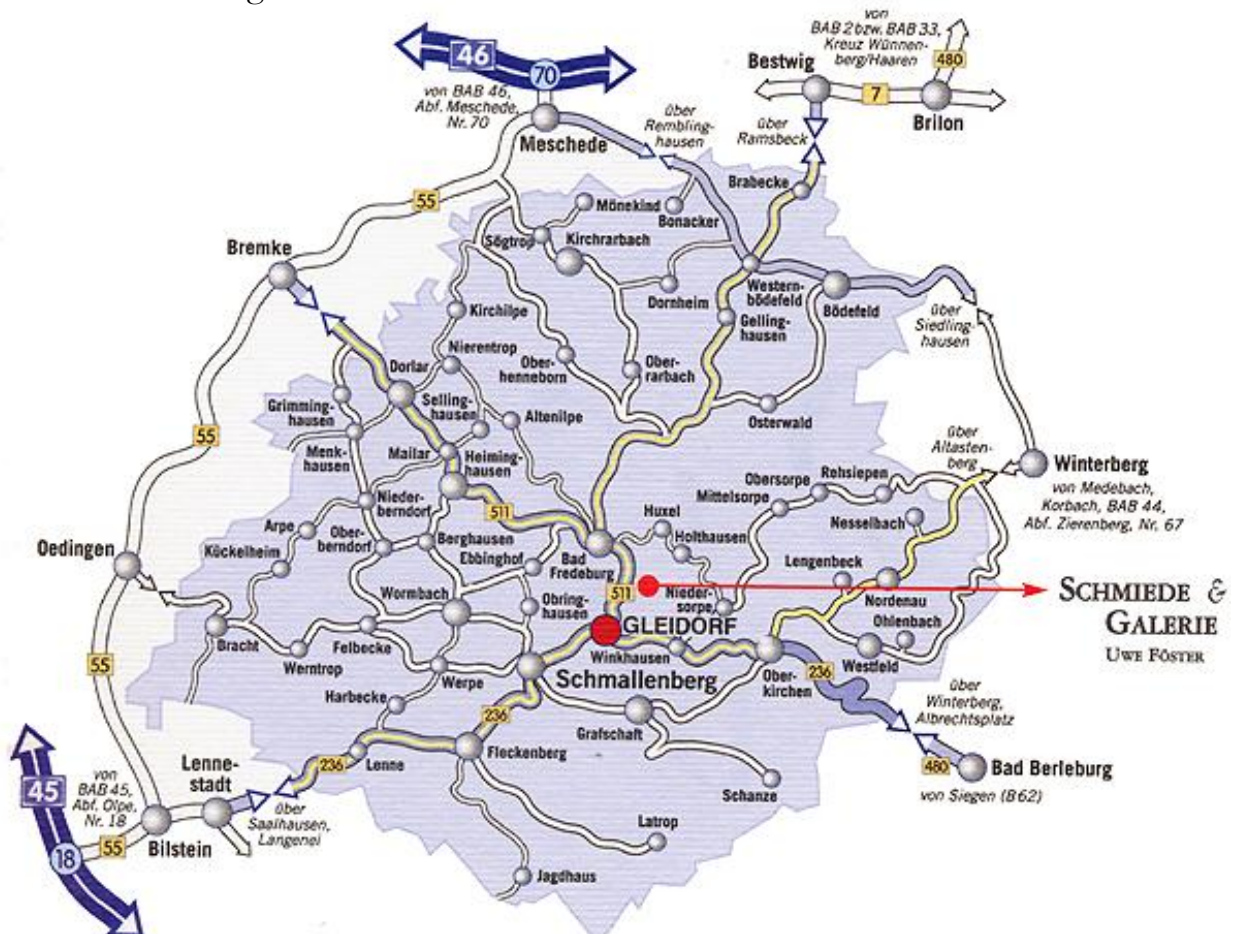 von
BAB 2 bzw. BAB 33,
Kreuz Wünnen-
berg/Haaren
480
46
70
von BAB 46,
Abf. Meschede,
Nr. 70
Meschede
über
Rembling-
hausen
Bestwig
7
Brilon
über
Ramsbeck
55
Brabecke
Mönekind
Bonacker
Sögtrop
Kirchrarbach
Bremke
Dornheim
Western-
bödefeld
Bödefeld
Kirchilpe
Gelling-
hausen
über
Siedling-
hausen
Nierentrop
Dorlar
Ober-
henneborn
Ober-
rarbach
Grimming-
hausen
Selling-
hausen
Altenilpe
Osterwald
55
Menk-
hausen
Mailar
Heiming-
hausen
über
Altasten-
berg
Winterberg
von Medebach,
Korbach, BAB 44,
Abf. Zierenberg, Nr. 67
Obersorpe
Rehsiepen
Mittelsorpe
Nesselbach
Nieder-
berndorf
511
Huxel
Holthausen
Arpe
Ober-
berndorf
Berghausen
Bad
Fredeburg
Oedingen
Kückelheim
Ebbinghof
Lengenbeck
511
Nieder-
sorpe
SCHMIEDE &
GALERIE
UWE FÖSTER
Wormbach
Obring-
hausen
Nordenau
Ohlenbach
GLEIDORF
Bracht
Felbecke
Winkhausen
Werntrop
Westfeld
55
Werpe
Schmallenberg
Ober-
kirchen
236
Harbecke
über
Winterberg,
Albrechtsplatz
236
Grafschaft
Fleckenberg
Lenne
236
480
Bad Berleburg
von Siegen (B 62)
Lenne-
stadt
45
von
BAB 45,
Abf. Olpe,
Nr. 18
über
Saalhausen,
Langenei
Schanze
Latrop
18
55
Bilstein
Jagdhaus